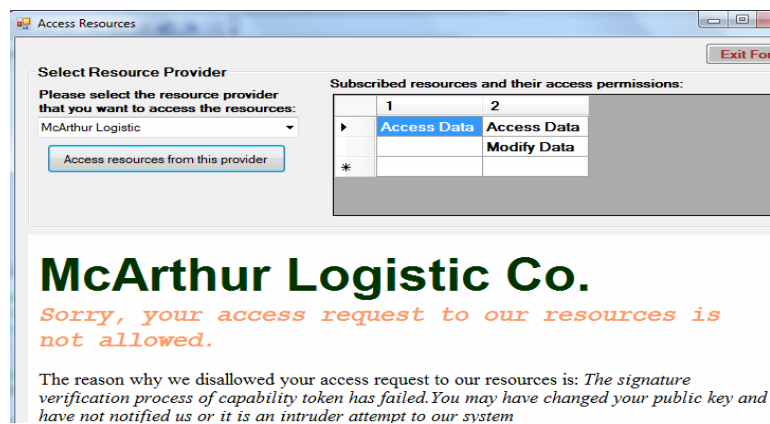 Access Resources
Exit For
Select Resource Provider
Please select the resource provider
that you want to access the resources:
McArthur Logistic
Access resources from this provider
Subscribed resources and their access permissions:
1 2
Access Data Access Data
Modify Data
McArthur Logistic Co.
Sorry, your access request to our resources is
not allowed.
The reason why we disallowed your access request to our resources is: The signature
verification process of capability token has failed.You may have changed your public key and
have not notified us or it is an intruder attempt to our system